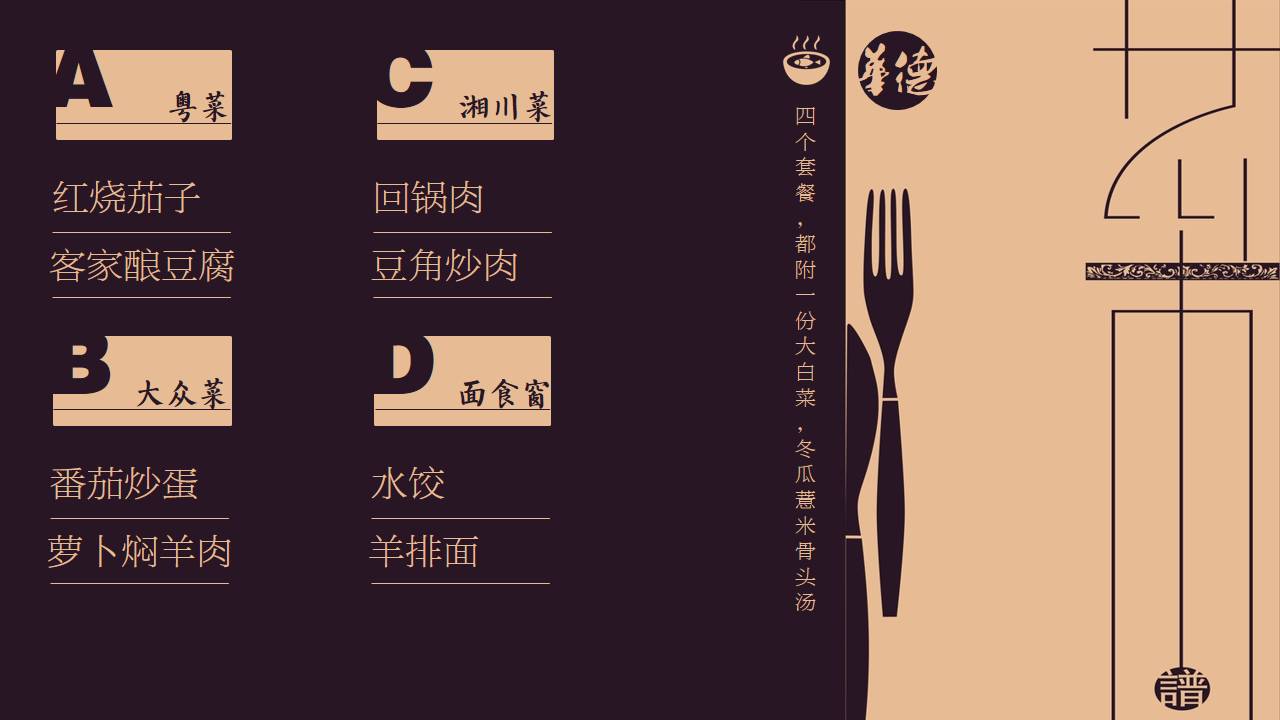 A
粤菜
红烧茄子
客家酿豆腐
B
大众菜
番茄炒蛋
萝卜焖羊肉
C
湘川菜
回锅肉
豆角炒肉
D
面食窗
水饺
羊排面
四个套餐,都附一份大白菜,冬瓜薏米骨头汤
華德
譜